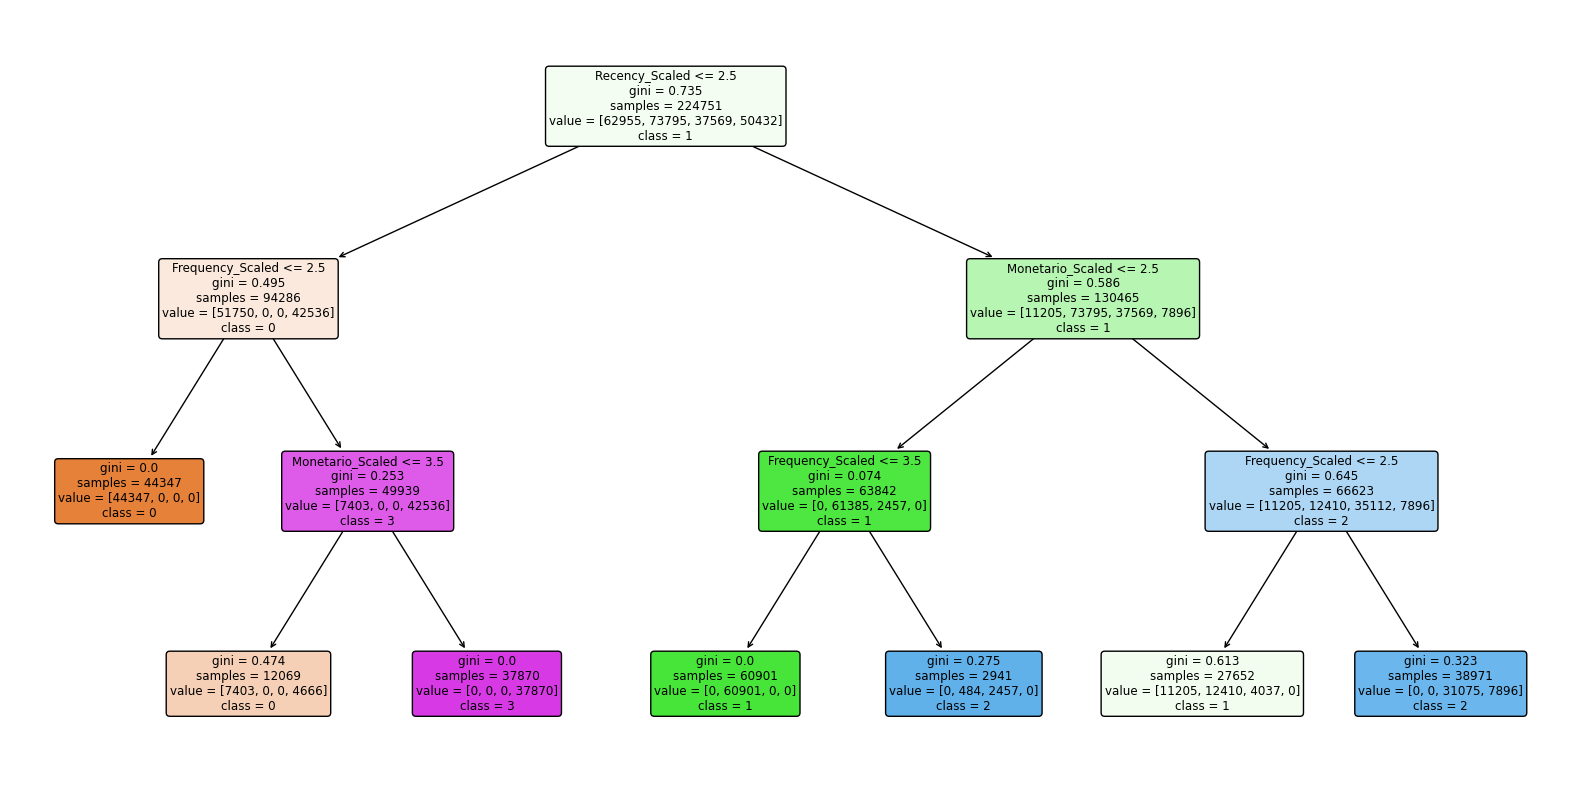 Recency_Scaled <= 2.5
gini = 0.735
samples = 224751
value = [62955, 73795, 37569, 50432]
class = 1
Frequency_Scaled <= 2.5
gini = 0.495
samples = 94286
value = [51750, 0, 0, 42536]
class = 0
Monetario_Scaled <= 2.5
gini = 0.586
samples = 130465
value = [11205, 73795, 37569, 7896]
class = 1
gini = 0.0
samples = 44347
value = [44347, 0, 0, 0]
class = 0
Monetario_Scaled <= 3.5
gini = 0.253
samples = 49939
value = [7403, 0, 0, 42536]
class = 3
Frequency_Scaled <= 3.5
gini = 0.074
samples = 63842
value = [0, 61385, 2457, 0]
class = 1
Frequency_Scaled <= 2.5
gini = 0.645
samples = 66623
value = [11205, 12410, 35112, 7896]
class = 2
gini = 0.474
samples = 12069
value = [7403, 0, 0, 4666]
class = 0
gini = 0.0
samples = 37870
value = [0, 0, 0, 37870]
class = 3
gini = 0.0
samples = 60901
value = [0, 60901, 0, 0]
class = 1
gini = 0.275
samples = 2941
value = [0, 484, 2457, 0]
class = 2
gini = 0.613
samples = 27652
value = [11205, 12410, 4037, 0]
class = 1
gini = 0.323
samples = 38971
value = [0, 0, 31075, 7896]
class = 2